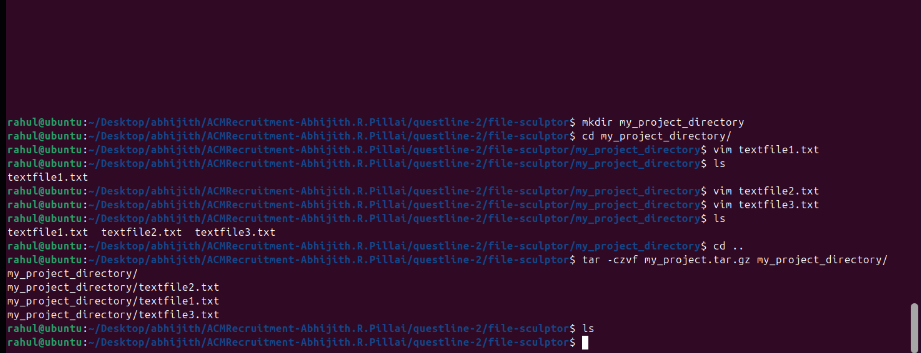 rahul@ubuntu:~/Desktop/abhijith/ACMRecruitment-Abhijith.R.Pillai/questline-2/file-sculptor$ mkdir my_project_directory
rahul@ubuntu:~/Desktop/abhijith/ACMRecruitment-Abhijith.R.Pillai/questline-2/file-sculptor$ cd my_project_directory/
rahul@ubuntu:~/Desktop/abhijith/ACMRecruitment-Abhijith.R.Pillai/questline-2/file-sculptor/my_project_directory$ vim textfile1.txt
rahul@ubuntu:~/Desktop/abhijith/ACMRecruitment-Abhijith.R.Pillai/questline-2/file-sculptor/my_project_directory$ ls
textfile1.txt
rahul@ubuntu:~/Desktop/abhijith/ACMRecruitment-Abhijith.R.Pillai/questline-2/file-sculptor/my_project_directory$ vim textfile2.txt
rahul@ubuntu:~/Desktop/abhijith/ACMRecruitment-Abhijith.R.Pillai/questline-2/file-sculptor/my_project_directory$ vim textfile3.txt
rahul@ubuntu:~/Desktop/abhijith/ACMRecruitment-Abhijith.R.Pillai/questline-2/file-sculptor/my_project_directory$ ls
textfile1.txt  textfile2.txt  textfile3.txt
rahul@ubuntu:~/Desktop/abhijith/ACMRecruitment-Abhijith.R.Pillai/questline-2/file-sculptor/my_project_directory$ cd ..
rahul@ubuntu:~/Desktop/abhijith/ACMRecruitment-Abhijith.R.Pillai/questline-2/file-sculptor$ tar -czvf my_project.tar.gz my_project_directory/
my_project_directory/
my_project_directory/textfile2.txt
my_project_directory/textfile1.txt
my_project_directory/textfile3.txt
rahul@ubuntu:~/Desktop/abhijith/ACMRecruitment-Abhijith.R.Pillai/questline-2/file-sculptor$ ls
rahul@ubuntu:~/Desktop/abhijith/ACMRecruitment-Abhijith.R.Pillai/questline-2/file-sculptor$